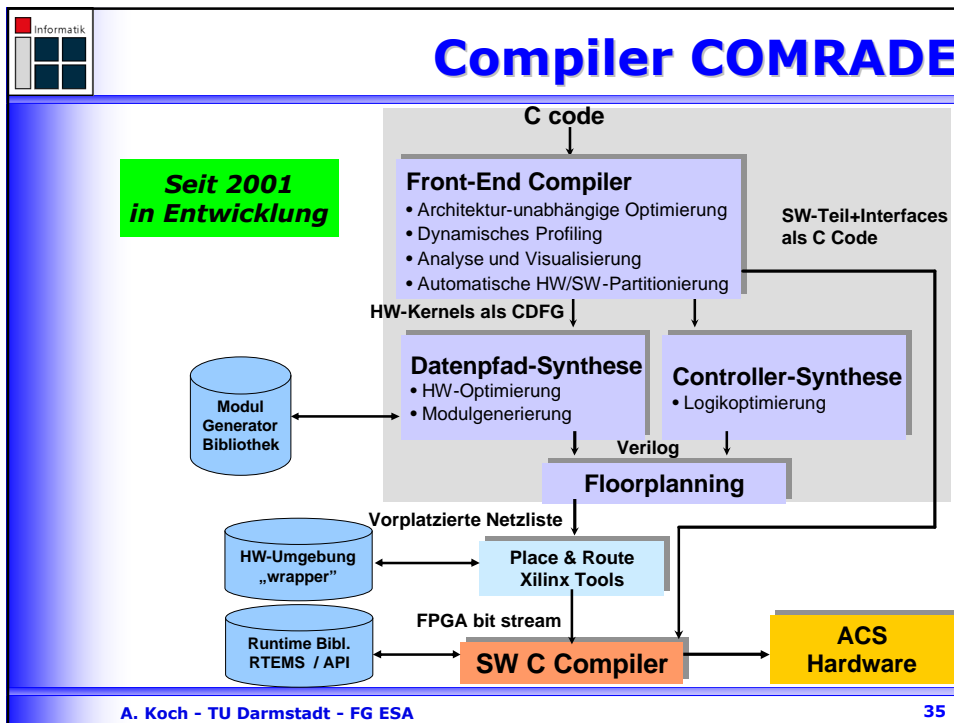 Informatik
Compiler COMRADE
C code
Seit 2001
in Entwicklung
Front-End Compiler
• Architektur-unabhängige Optimierung
• Dynamisches Profiling
• Analyse und Visualisierung
• Automatische HW/SW-Partitionierung
SW-Teil+Interfaces
als C Code
HW-Kernels als CDFG
Datenpfad-Synthese
• HW-Optimierung
• Modulgenerierung
Controller-Synthese
• Logikoptimierung
Modul
Generator
Bibliothek
Verilog
Floorplanning
Vorplatzierte Netzliste
HW-Umgebung
„wrapper”
Place & Route
Xilinx Tools
FPGA bit stream
Runtime Bibl.
RTEMS / API
SW C Compiler
ACS
Hardware
A. Koch - TU Darmstadt - FG ESA
35